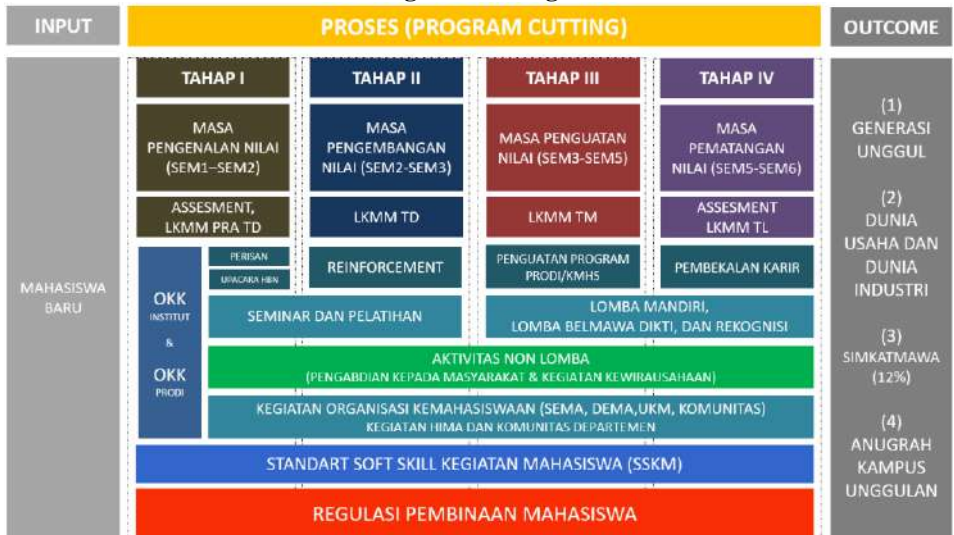 INPUT
PROSES (PROGRAM CUTTING)
OUTCOME
MAHASISWA
BARU
TAHAP I
TAHAP II
TAHAP III
TAHAP IV
MASA
PENGENALAN NILAI
(SEM1–SEM2)
MASA
PENGEMBANGAN
NILAI (SEM2-SEM3)
MASA PENGUATAN
NILAI (SEM3-SEM5)
MASA
PEMATANGAN
NILAI (SEM5-SEM6)
ASSESMENT,
LKMM PRA TD
LKMM TD
LKMM TM
ASSESMENT
LKMM TL
OKK
INSTITUT
&
OKK
PRODI
PERISAN
UPACARA HBN
REINFORCEMENT
PENGUATAN PROGRAM
PRODI/KMHS
PEMBEKALAN KARIR
SEMINAR DAN PELATIHAN
LOMBA MANDIRI,
LOMBA BELMAWA DIKTI, DAN REKOGNISI
AKTIVITAS NON LOMBA
(PENGABDIAN KEPADA MASYARAKAT & KEGIATAN KEWIRAUSAHAAN)
KEGIATAN ORGANISASI KEMAHASISWAAN (SEMA, DEMA,UKM, KOMUNITAS)
KEGIATAN HIMA DAN KOMUNITAS DEPARTEMEN
STANDART SOFT SKILL KEGIATAN MAHASISWA (SSKM)
REGULASI PEMBINAAN MAHASISWA
(1)
GENERASI
UNGGUL
(2)
DUNIA
USAHA DAN
DUNIA
INDUSTRI
(3)
SIMKATMAWA
(12%)
(4)
ANUGRAH
KAMPUS
UNGGULAN